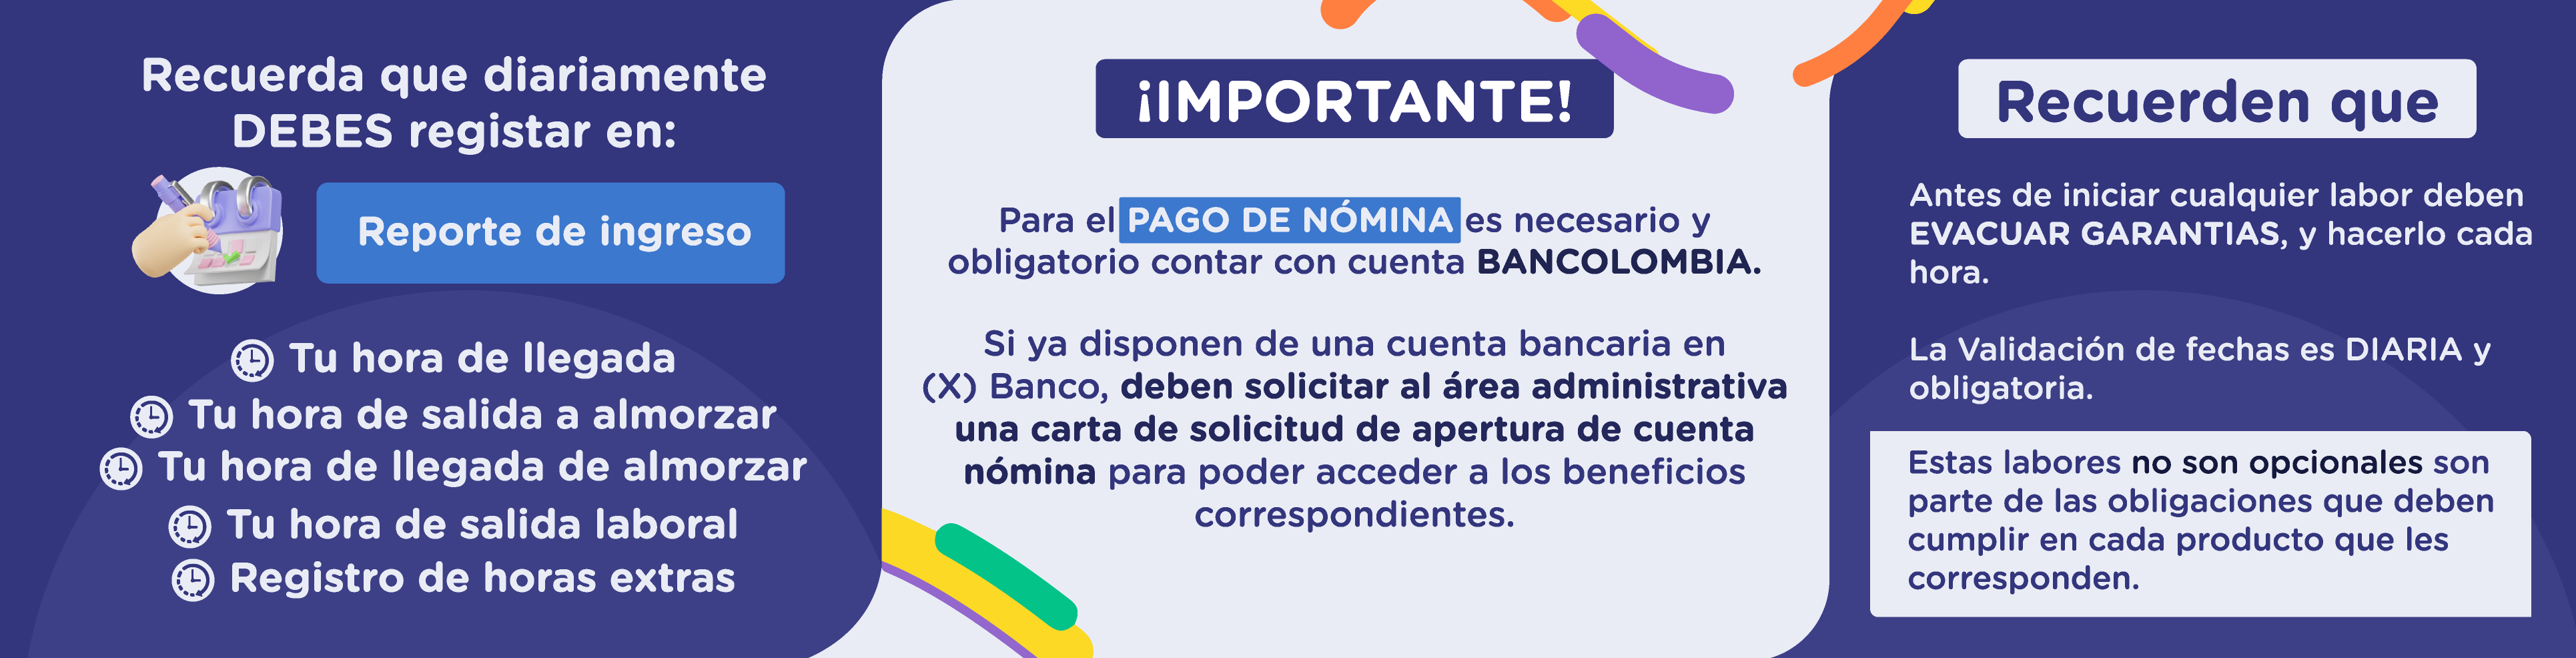 Recuerda que diariamente
DEBES registar en:
Reporte de ingreso
Tu hora de llegada
Tu hora de salida a almorzar
Tu hora de llegada de almorzar
Tu hora de salida laboral
Registro de horas extras
¡IMPORTANTE!
Para el PAGO DE NÓMINA es necesario y
obligatorio contar con cuenta BANCOLOMBIA.
Si ya disponen de una cuenta bancaria en
(X) Banco, deben solicitar al área administrativa
una carta de solicitud de apertura de cuenta
nómina para poder acceder a los beneficios
correspondientes.
Recuerden que
Antes de iniciar cualquier labor deben
EVACUAR GARANTIAS, y hacerlo cada
hora.
La Validación de fechas es DIARIA y
obligatoria.
Estas labores no son opcionales son
parte de las obligaciones que deben
cumplir en cada producto que les
corresponden.